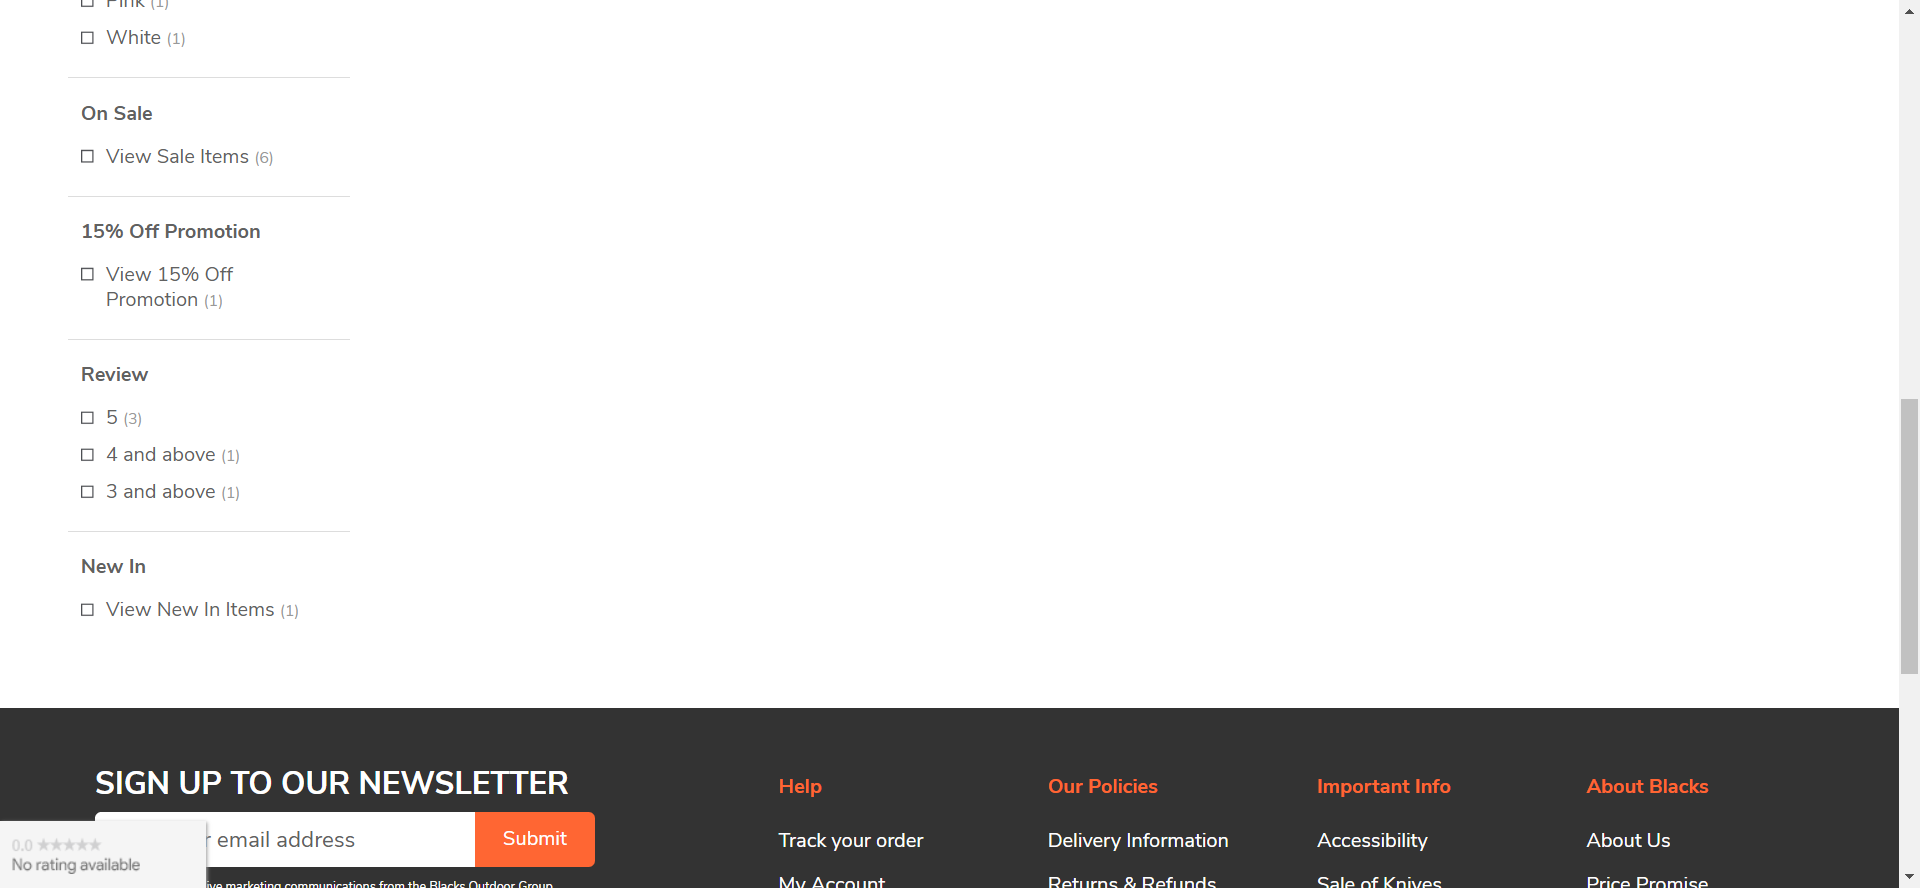 Pink (1)
White (1)
On Sale
View Sale Items (6)
15% Off Promotion
View 15% Off
Promotion (1)
Review
5 (3)
4 and above (1)
3 and above (1)
New In
View New In Items (1)
SIGN UP TO OUR NEWSLETTER
email address
Submit
0.0
No rating available
marketing communications from the Blacks Outdoor Group
Help
Track your order
My Account
Our Policies
Delivery Information
Returns & Refunds
Important Info
Accessibility
Sale of Knives
About Blacks
About Us
Price Promise